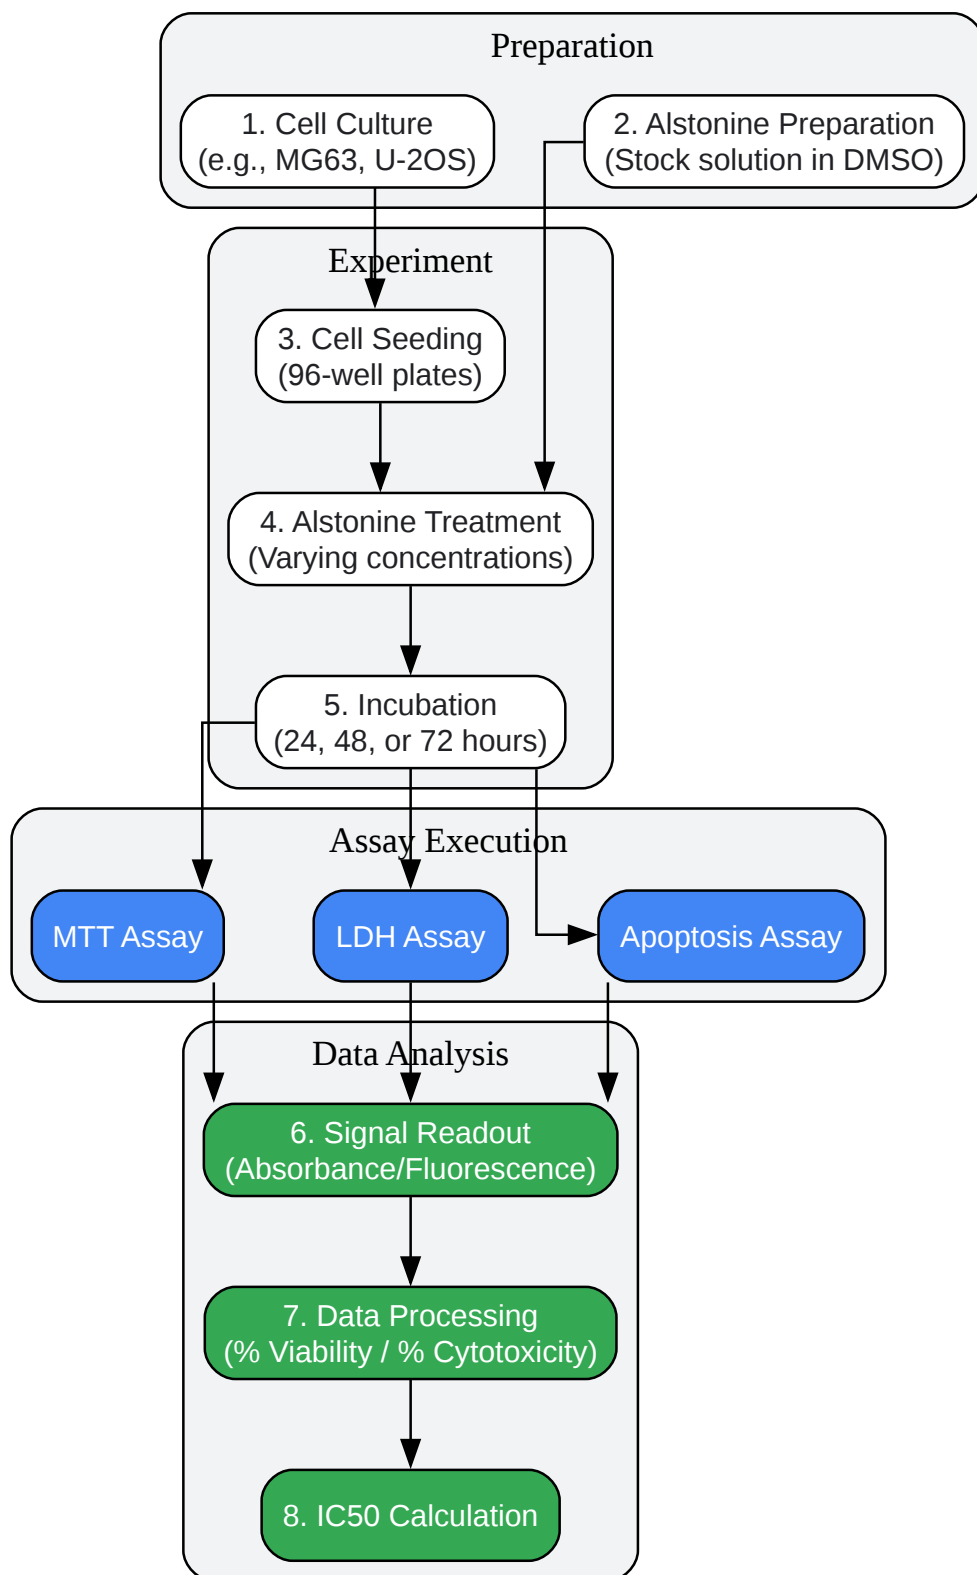 Preparation
1. Cell Culture
(e.g., MG63, U-2OS)
2. Alstonine Preparation
(Stock solution in DMSO)
Experiment
3. Cell Seeding
(96-well plates)
4. Alstonine Treatment
(Varying concentrations)
5. Incubation
(24, 48, or 72 hours)
Assay Execution
MTT Assay
LDH Assay
Apoptosis Assay
Data Analysis
6. Signal Readout
(Absorbance/Fluorescence)
7. Data Processing
(% Viability / % Cytotoxicity)
8. IC50 Calculation